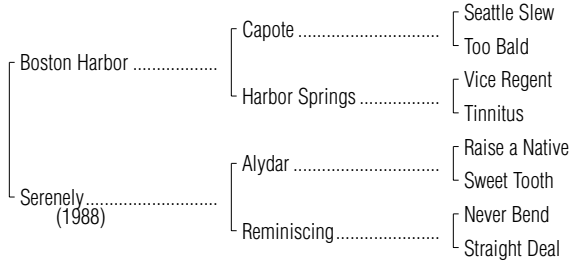 Seattle Slew
Capote ................................
Too Bald
Boston Harbor ..................
Vice Regent
Harbor Springs ..................
Tinnitus
Raise a Native
Alydar .................................
Sweet Tooth
Serenely.............................
(1988)
Never Bend
Reminiscing.......................
Straight Deal